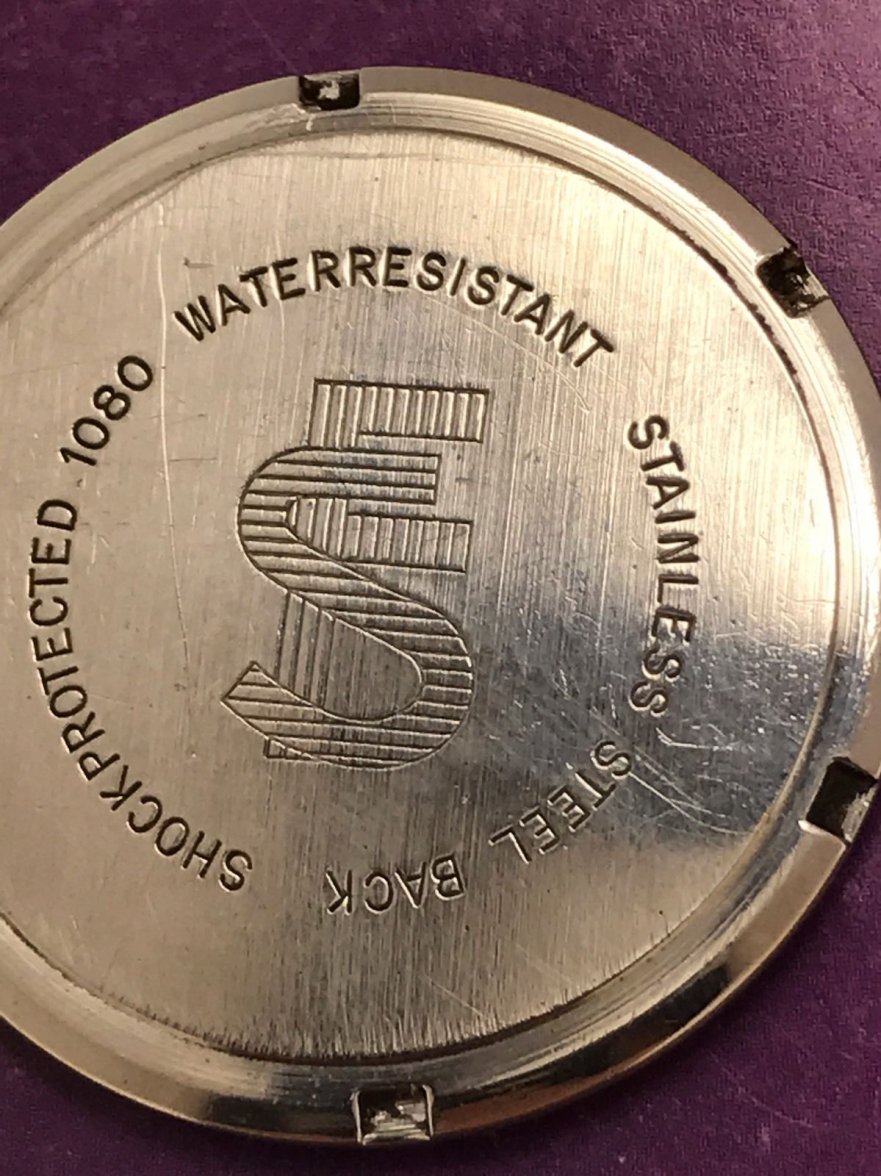 WATERRESISTANT STAINLESS STEEL BACK SHOCKPROTECTED 1080